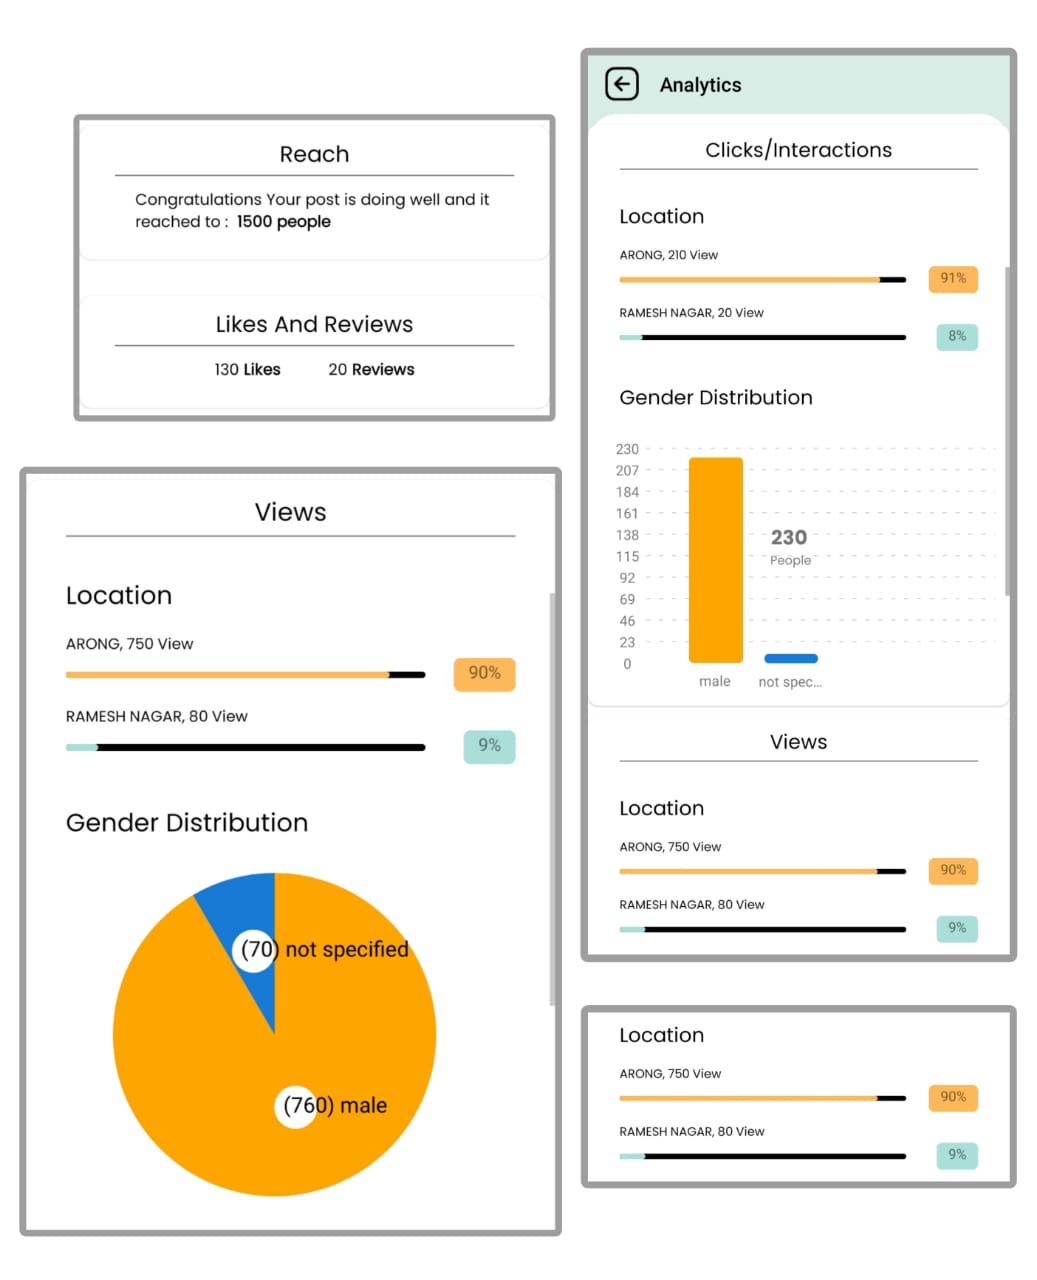 Reach
Congratulations Your post is doing well and it
reached to : 1500 people
Likes And Reviews
130 Likes 20 Reviews
Views
Location
ARONG, 750 View
90%
RAMESH NAGAR, 80 View
9%
Gender Distribution
(70) not specified
(760) male
Analytics
Clicks/Interactions
Location
ARONG, 210 View
91%
RAMESH NAGAR, 20 View
8%
Gender Distribution
230
207
184
161
138
115
92
69
46
23
0
230
People
male not spec...
Views
Location
ARONG, 750 View
90%
RAMESH NAGAR, 80 View
9%
Location
ARONG, 750 View
90%
RAMESH NAGAR, 80 View
9%